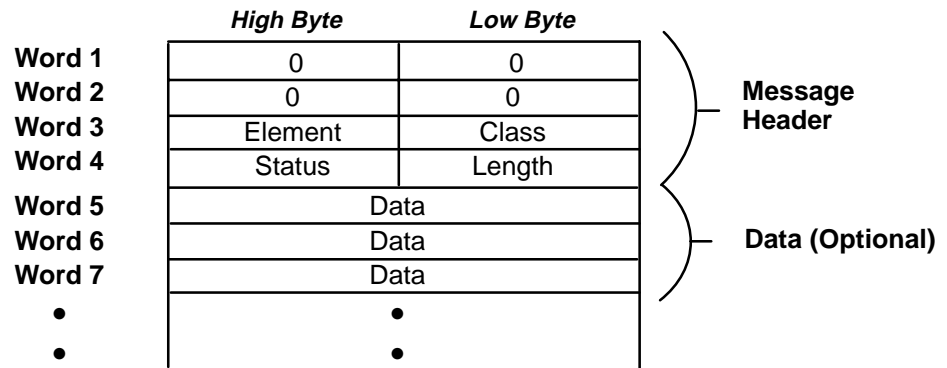 High Byte Low Byte
Word 1 0 0
Word 2 0 0
Word 3 Element Class
Word 4 Status Length
Message
Header
Word 5 Data
Word 6 Data
Word 7 Data
Data (Optional)